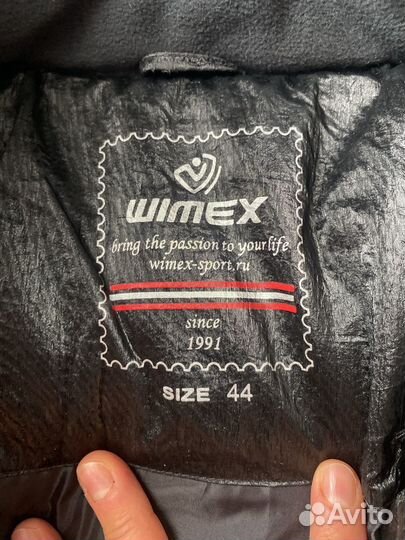 WIMEX
bring the passion to your life
wimex-sport.ru
since
1991
SIZE 44
Avito